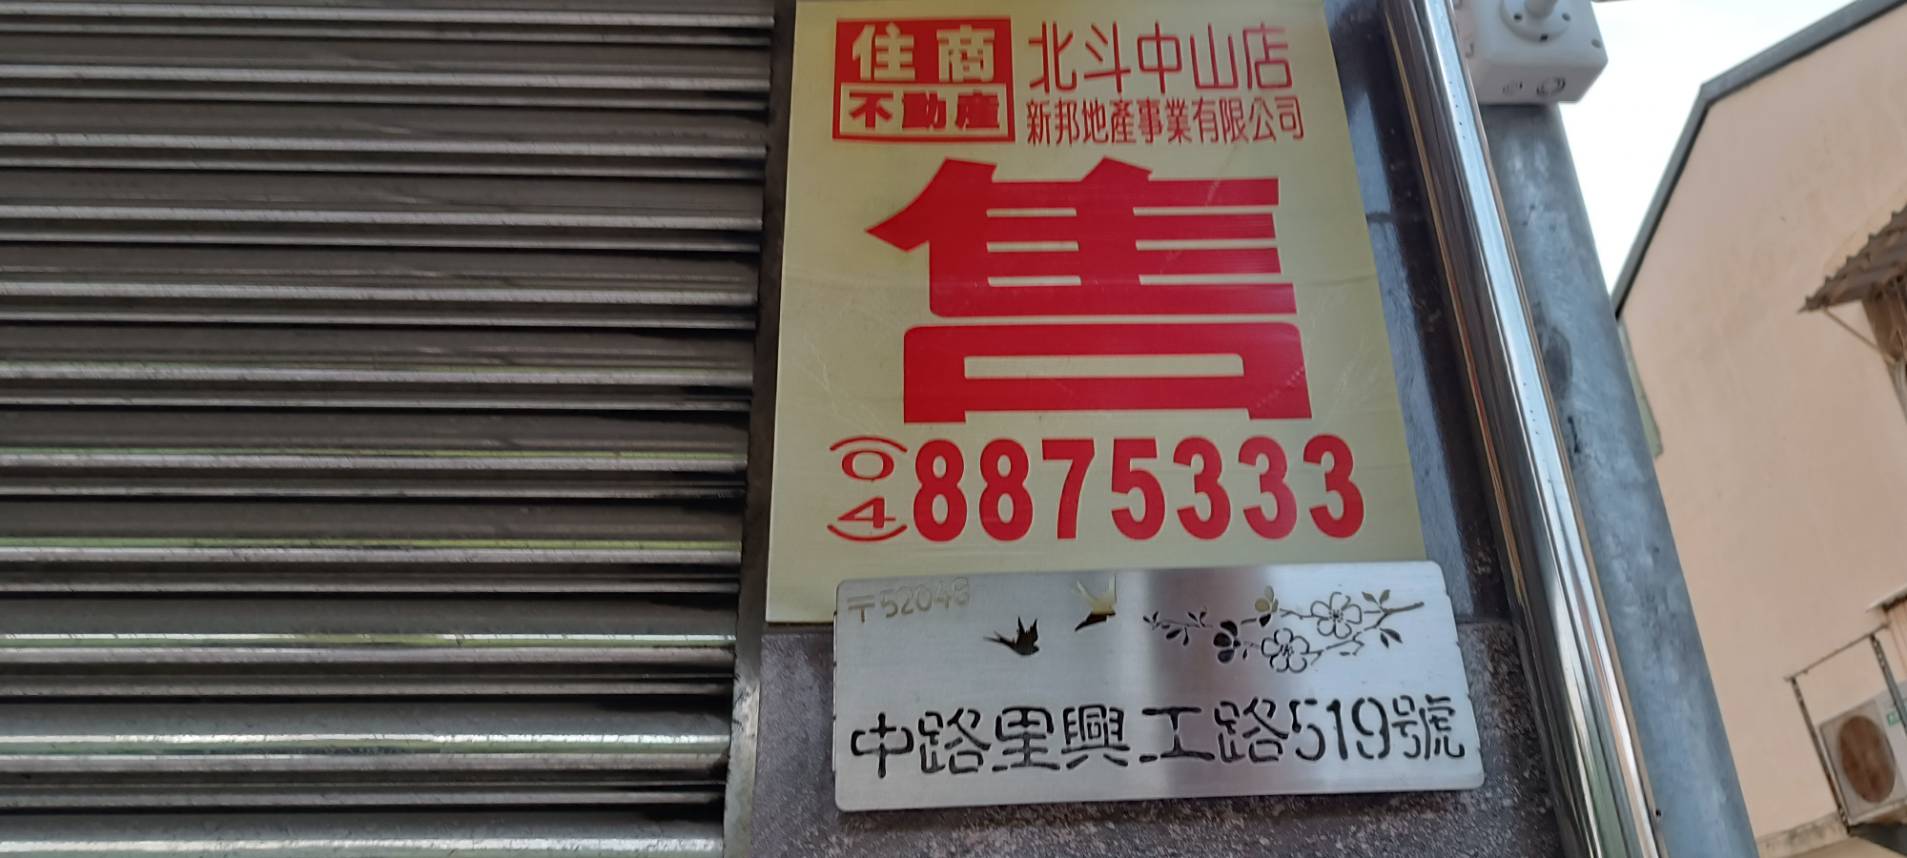 住商
不動產
北斗中山店
新邦地產事業有限公司
售
(04)8875333
〒52046
中路里興工路519號